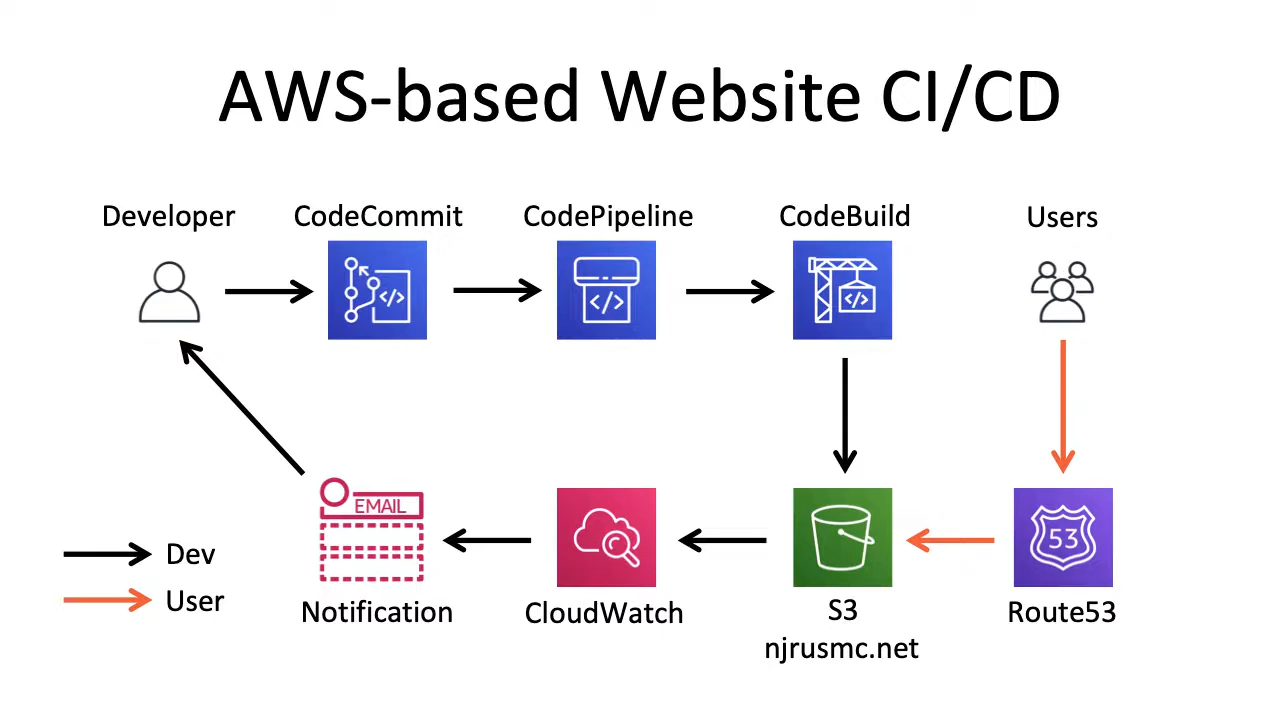 AWS-based Website CI/CD
Developer
CodeCommit
CodePipeline
CodeBuild
Users
EMAIL
53
Dev
User
Notification
CloudWatch
S3
njrusmc.net
Route53